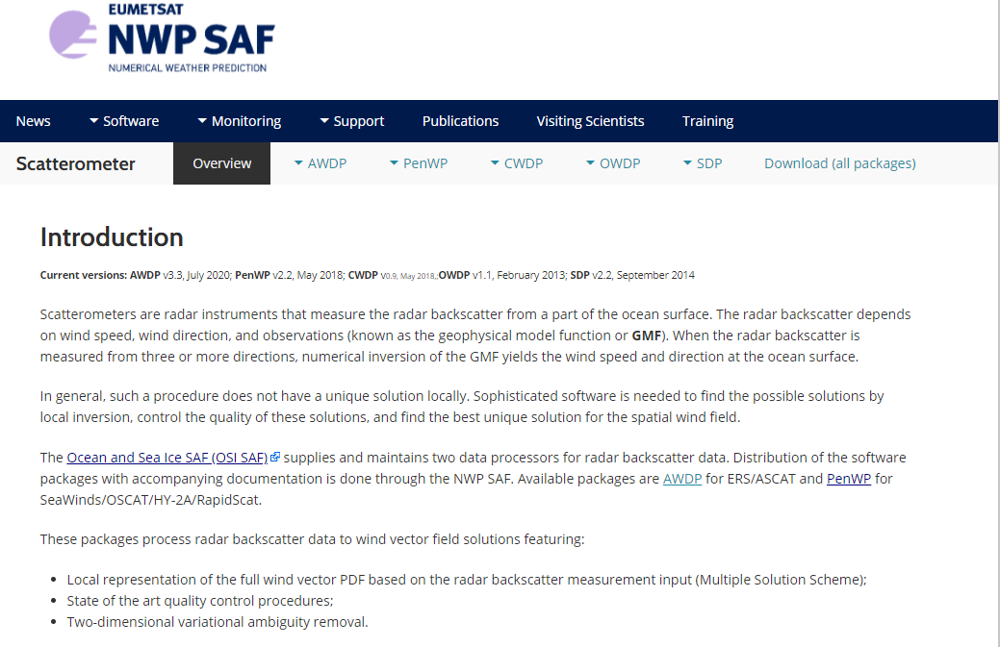 EUMETSAT
NWP SAF
NUMERICAL WEATHER PREDICTION
News Software Monitoring Support Publications Visiting Scientists Training
Scatterometer Overview AWDP PenWP CWDP OWDP SDP Download (all packages)
Introduction
Current versions: AWDP v3.3, July 2020; PenWP v2.2, May 2018; CWDP v0.9, May 2018,;OWDP v1.1, February 2013; SDP v2.2, September 2014
Scatterometers are radar instruments that measure the radar backscatter from a part of the ocean surface. The radar backscatter depends
on wind speed, wind direction, and observations (known as the geophysical model function or GMF). When the radar backscatter is
measured from three or more directions, numerical inversion of the GMF yields the wind speed and direction at the ocean surface.
In general, such a procedure does not have a unique solution locally. Sophisticated software is needed to find the possible solutions by
local inversion, control the quality of these solutions, and find the best unique solution for the spatial wind field.
The Ocean and Sea Ice SAF (OSI SAF) supplies and maintains two data processors for radar backscatter data. Distribution of the software
packages with accompanying documentation is done through the NWP SAF. Available packages are AWDP for ERS/ASCAT and PenWP for
SeaWinds/OSCAT/HY-2A/RapidScat.
These packages process radar backscatter data to wind vector field solutions featuring:
• Local representation of the full wind vector PDF based on the radar backscatter measurement input (Multiple Solution Scheme);
• State of the art quality control procedures;
• Two-dimensional variational ambiguity removal.